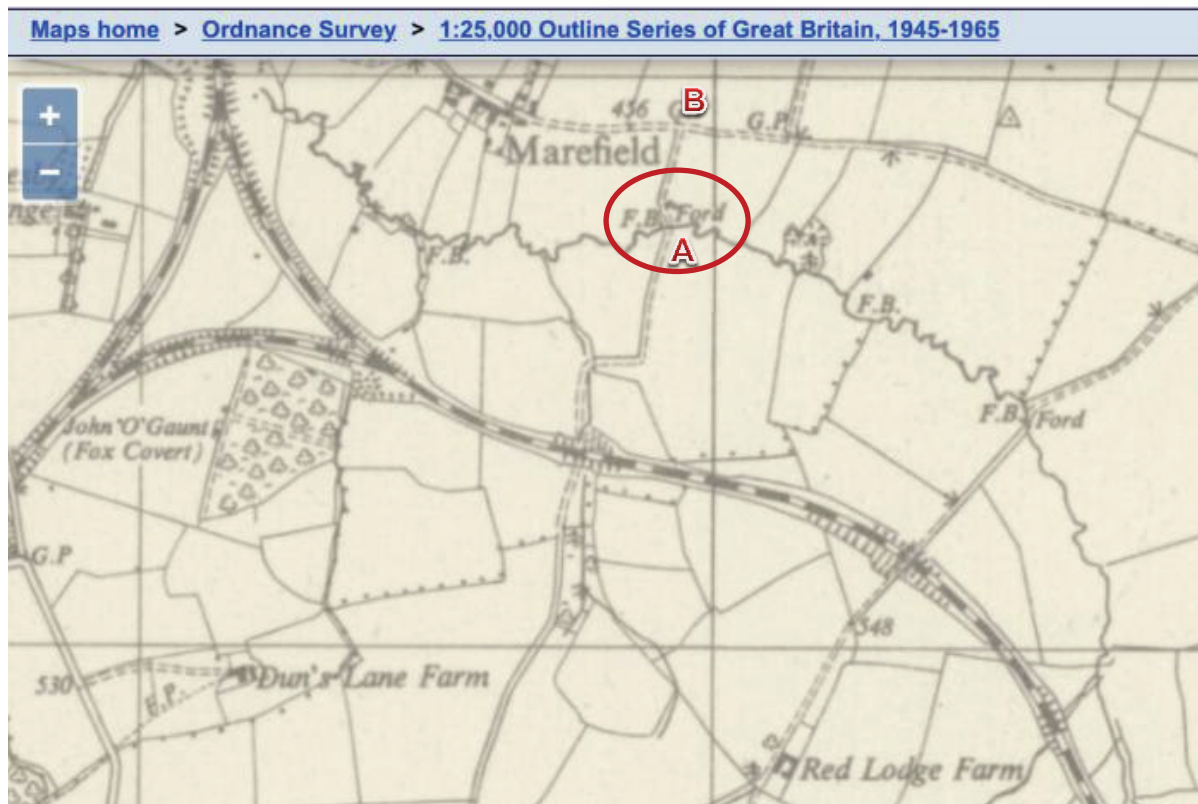 Maps home > Ordnance Survey > 1:25,000 Outline Series of Great Britain, 1945-1965
+
−
456
B
G.P.
Marefield
F.B.
Ford
A
F.B.
F.B.
F.B.
Ford
John O'Gaunt
(Fox Covert)
G.P
548
530
F.P.
Dun's Lane Farm
Red Lodge Farm